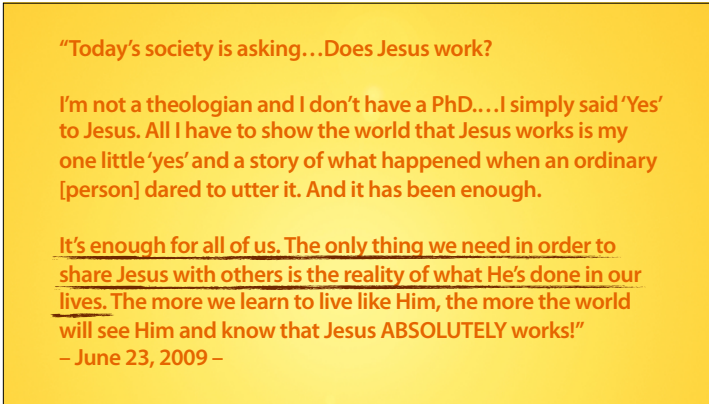 “Today’s society is asking…Does Jesus work?
I’m not a theologian and I don’t have a PhD.…I simply said ‘Yes’
to Jesus. All I have to show the world that Jesus works is my
one little ‘yes’ and a story of what happened when an ordinary
[person] dared to utter it. And it has been enough.
It’s enough for all of us. The only thing we need in order to
share Jesus with others is the reality of what He’s done in our
lives. The more we learn to live like Him, the more the world
will see Him and know that Jesus ABSOLUTELY works!”
– June 23, 2009 –